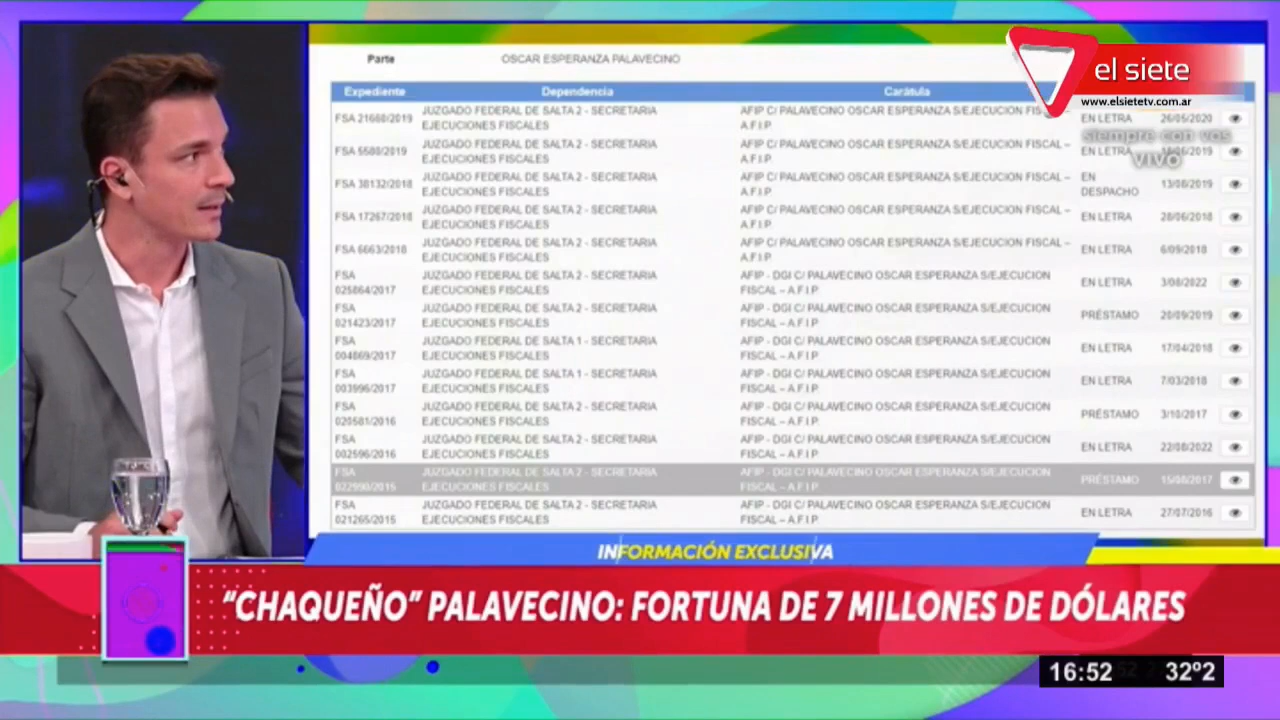 Parte OSCAR ESPERANZA PALAVECINO
el siete
www.elsietetv.com.ar
siempre con vos
VIVO
Expediente Dependencia Carátula
FSA 21660/2019 JUZGADO FEDERAL DE SALTA 2 - SECRETARIA AFIP C/ PALAVECINO OSCAR ESPERANZA S/EJECUCION EN LETRA 26/05/2020
EJECUCIONES FISCALES A.F.I.P.
FSA 5580/2019 JUZGADO FEDERAL DE SALTA 2 - SECRETARIA AFIP C/ PALAVECINO OSCAR ESPERANZA S/EJECUCION FISCAL – EN LETRA
EJECUCIONES FISCALES A.F.I.P.
FSA 38132/2018 JUZGADO FEDERAL DE SALTA 2 - SECRETARIA AFIP C/ PALAVECINO OSCAR ESPERANZA S/EJECUCION FISCAL – EN 13/08/2019
EJECUCIONES FISCALES A.F.I.P. DESPACHO
FSA 17267/2018 JUZGADO FEDERAL DE SALTA 2 - SECRETARIA AFIP C/ PALAVECINO OSCAR ESPERANZA S/EJECUCION FISCAL – EN LETRA 28/06/2018
EJECUCIONES FISCALES A.F.I.P.
FSA 6663/2018 JUZGADO FEDERAL DE SALTA 2 - SECRETARIA AFIP C/ PALAVECINO OSCAR ESPERANZA S/EJECUCION FISCAL – EN LETRA 6/09/2018
EJECUCIONES FISCALES A.F.I.P.
FSA JUZGADO FEDERAL DE SALTA 2 - SECRETARIA AFIP - DGI C/ PALAVECINO OSCAR ESPERANZA S/EJECUCION EN LETRA 3/08/2022
025864/2017 EJECUCIONES FISCALES FISCAL – A.F.I.P.
FSA JUZGADO FEDERAL DE SALTA 2 - SECRETARIA AFIP - DGI C/ PALAVECINO OSCAR ESPERANZA S/EJECUCION PRÉSTAMO 20/09/2019
021423/2017 EJECUCIONES FISCALES FISCAL – A.F.I.P.
FSA JUZGADO FEDERAL DE SALTA 1 - SECRETARIA AFIP - DGI C/ PALAVECINO OSCAR ESPERANZA S/EJECUCION EN LETRA 17/04/2018
004869/2017 EJECUCIONES FISCALES FISCAL – A.F.I.P.
FSA JUZGADO FEDERAL DE SALTA 1 - SECRETARIA AFIP - DGI C/ PALAVECINO OSCAR ESPERANZA S/EJECUCION EN LETRA 7/03/2018
003996/2017 EJECUCIONES FISCALES FISCAL – A.F.I.P.
FSA JUZGADO FEDERAL DE SALTA 2 - SECRETARIA AFIP - DGI C/ PALAVECINO OSCAR ESPERANZA S/EJECUCION PRÉSTAMO 3/10/2017
020581/2016 EJECUCIONES FISCALES FISCAL – A.F.I.P.
FSA JUZGADO FEDERAL DE SALTA 2 - SECRETARIA AFIP - DGI C/ PALAVECINO OSCAR ESPERANZA S/EJECUCION EN LETRA 22/08/2022
002596/2016 EJECUCIONES FISCALES FISCAL – A.F.I.P.
FSA JUZGADO FEDERAL DE SALTA 2 - SECRETARIA AFIP - DGI C/ PALAVECINO OSCAR ESPERANZA S/EJECUCION PRÉSTAMO 15/08/2017
022990/2015 EJECUCIONES FISCALES FISCAL – A.F.I.P.
FSA JUZGADO FEDERAL DE SALTA 2 - SECRETARIA AFIP - DGI C/ PALAVECINO OSCAR ESPERANZA S/EJECUCION EN LETRA 27/07/2016
021265/2015 EJECUCIONES FISCALES FISCAL – A.F.I.P.
INFORMACIÓN EXCLUSIVA
“CHAQUEÑO” PALAVECINO: FORTUNA DE 7 MILLONES DE DÓLARES
16:52 32º2